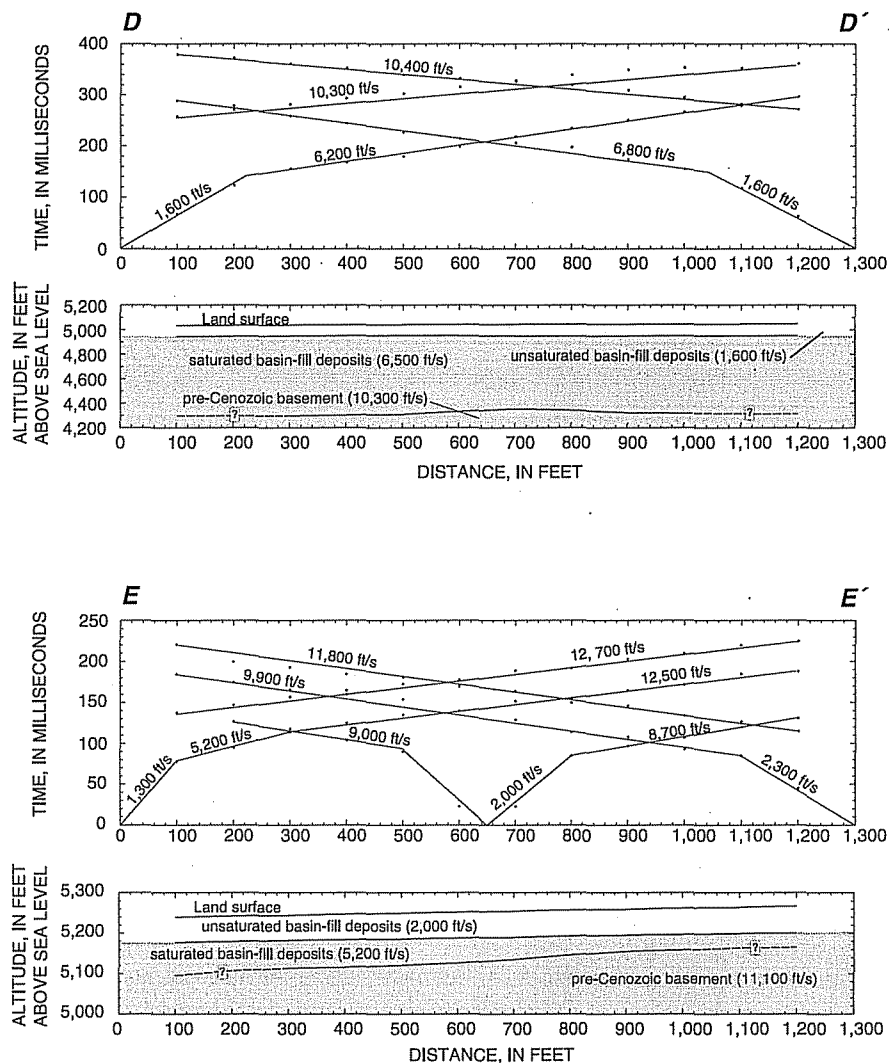 D D´
TIME, IN MILLISECONDS
400
300
200
100
0
10,400 ft/s
10,300 ft/s
6,200 ft/s
6,800 ft/s
1,600 ft/s
1,600 ft/s
0 100 200 300 400 500 600 700 800 900 1,000 1,100 1,200 1,300
ALTITUDE, IN FEET
ABOVE SEA LEVEL
5,200
5,000
4,800
4,600
4,400
4,200
Land surface
saturated basin-fill deposits (6,500 ft/s)
unsaturated basin-fill deposits (1,600 ft/s)
pre-Cenozoic basement (10,300 ft/s)
? ?
0 100 200 300 400 500 600 700 800 900 1,000 1,100 1,200 1,300
DISTANCE, IN FEET
E E´
TIME, IN MILLISECONDS
250
200
150
100
50
0
11,800 ft/s
12,700 ft/s
9,900 ft/s
12,500 ft/s
5,200 ft/s
9,000 ft/s
8,700 ft/s
1,300 ft/s
2,000 ft/s
2,300 ft/s
0 100 200 300 400 500 600 700 800 900 1,000 1,100 1,200 1,300
ALTITUDE, IN FEET
ABOVE SEA LEVEL
5,300
5,200
5,100
5,000
Land surface
unsaturated basin-fill deposits (2,000 ft/s)
saturated basin-fill deposits (5,200 ft/s)
? ?
pre-Cenozoic basement (11,100 ft/s)
0 100 200 300 400 500 600 700 800 900 1,000 1,100 1,200 1,300
DISTANCE, IN FEET